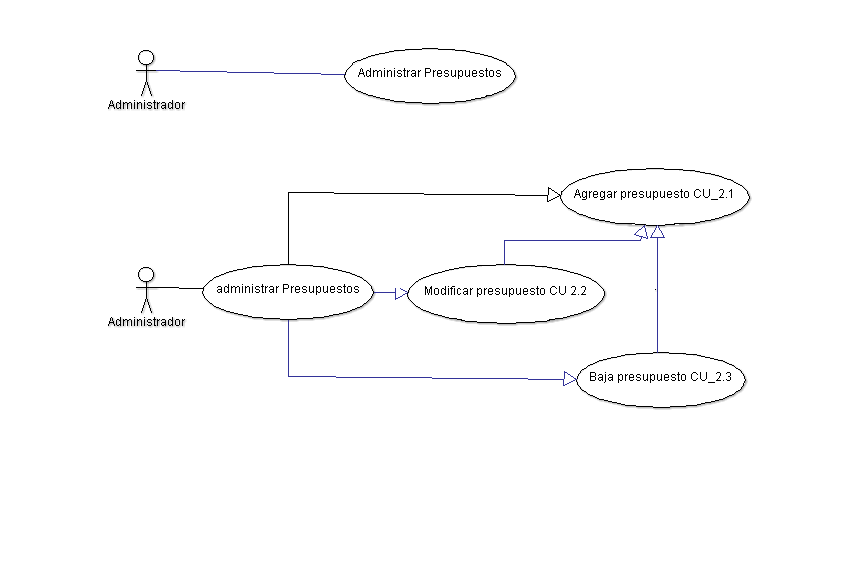 Administrar Presupuestos
Administrador
Agregar presupuesto CU_2.1
administrar Presupuestos
Modificar presupuesto CU 2.2
Administrador
Baja presupuesto CU_2.3